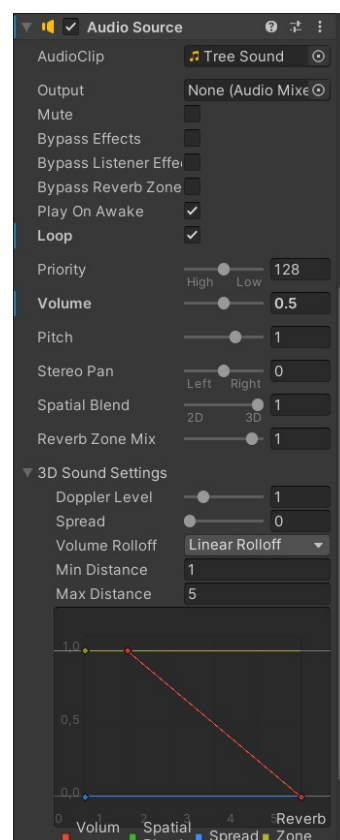 Audio Source
AudioClip Tree Sound
Output None (Audio Mixe
Mute
Bypass Effects
Bypass Listener Effe
Bypass Reverb Zone
Play On Awake
Loop
Priority 128
High Low
Volume 0.5
Pitch 1
Stereo Pan 0
Left Right
Spatial Blend 1
2D 3D
Reverb Zone Mix 1
3D Sound Settings
Doppler Level 1
Spread 0
Volume Rolloff Linear Rolloff
Min Distance 1
Max Distance 5
1,0
0,5
0,0
0 2 4 5
Volum Spatial Spread Reverb Zone